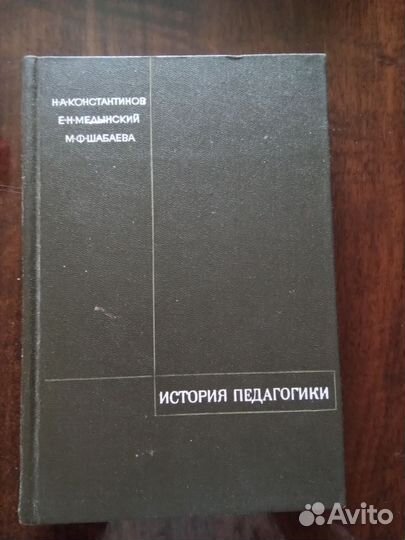 Н·А·КОНСТАНТИНОВ
Е·Н·МЕДЫНСКИЙ
М·Ф·ШАБАЕВА
ИСТОРИЯ ПЕДАГОГИКИ
Avito